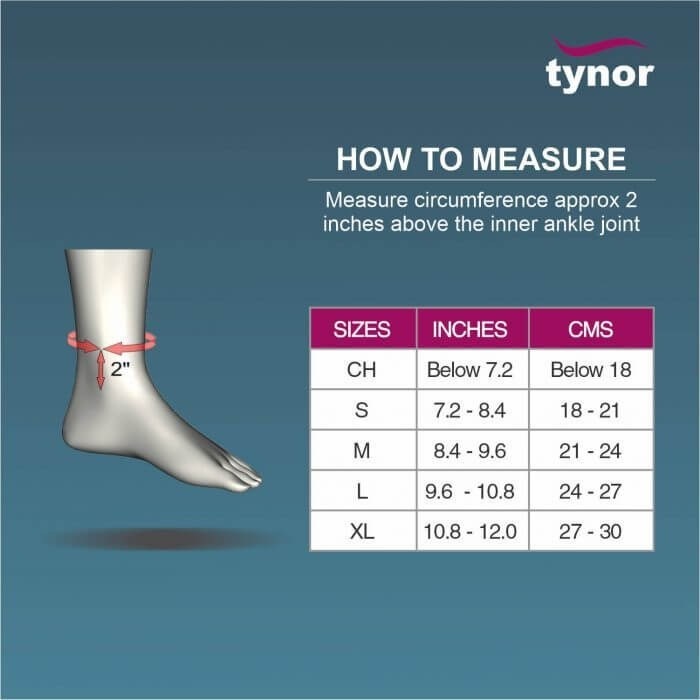 tynor
HOW TO MEASURE
Measure circumference approx 2
inches above the inner ankle joint
2"
SIZES INCHES CMS
CH Below 7.2 Below 18
S 7.2 - 8.4 18 - 21
M 8.4 - 9.6 21 - 24
L 9.6 - 10.8 24 - 27
XL 10.8 - 12.0 27 - 30